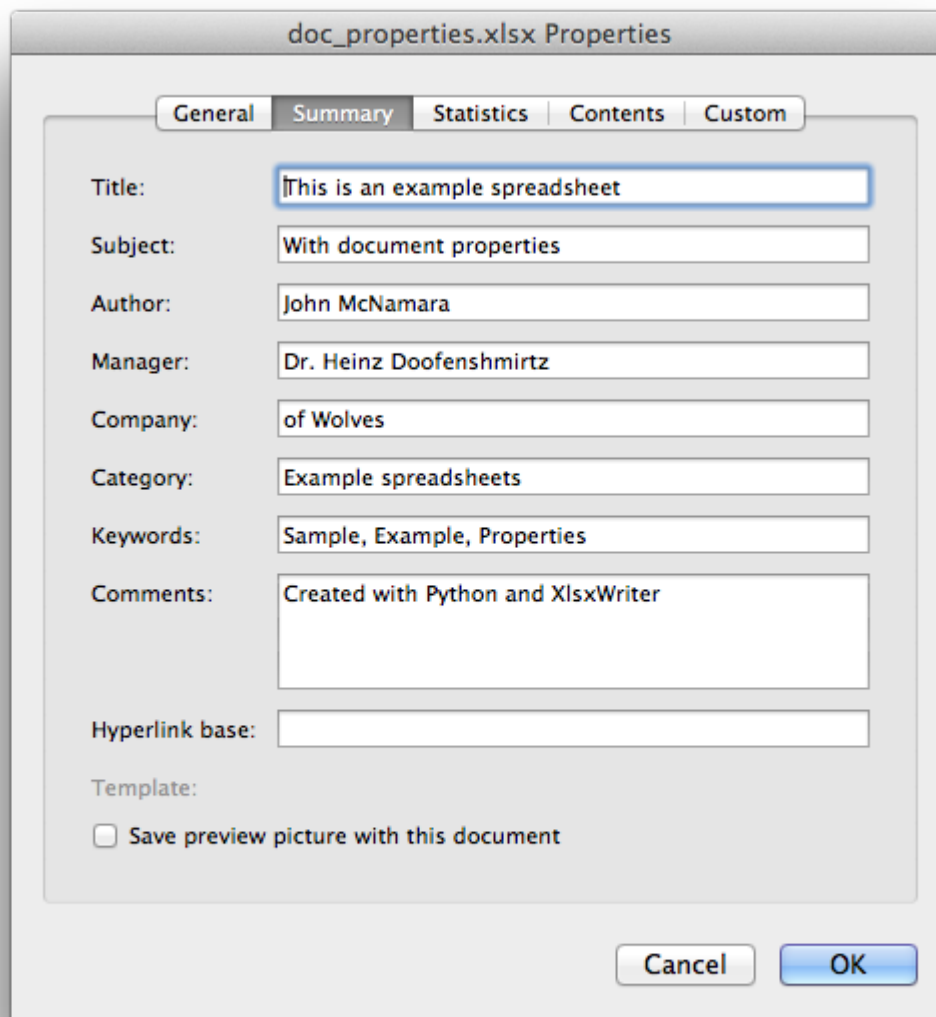 doc_properties.xlsx Properties
General Summary Statistics Contents Custom
Title: This is an example spreadsheet
Subject: With document properties
Author: John McNamara
Manager: Dr. Heinz Doofenshmirtz
Company: of Wolves
Category: Example spreadsheets
Keywords: Sample, Example, Properties
Comments: Created with Python and XlsxWriter
Hyperlink base:
Template:
Save preview picture with this document
Cancel OK